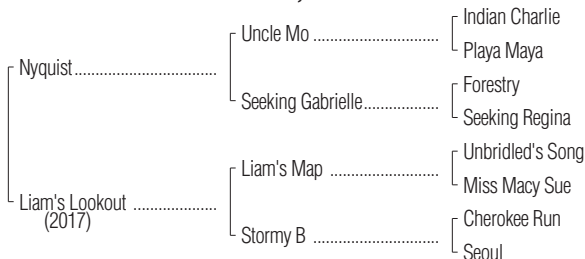 Indian Charlie
Uncle Mo ........................................
Playa Maya
Nyquist..................................
Forestry
Seeking Gabrielle........................
Seeking Regina
Unbridled's Song
Liam's Map ..................................
Miss Macy Sue
Liam's Lookout ....................
(2017)
Cherokee Run
Stormy B ........................................
Seoul